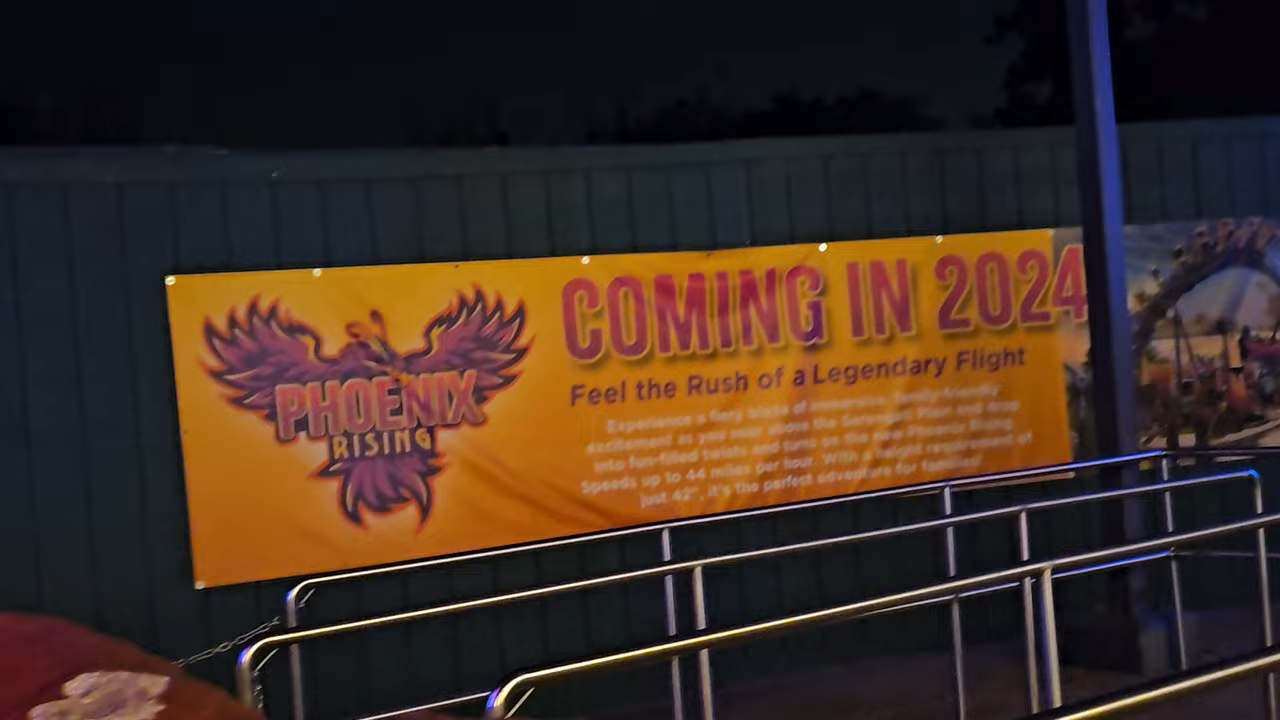 PHOENIX
RISING
COMING IN 2024
Feel the Rush of a Legendary Flight
Experience a fiery blaze of immersive, family-friendly
excitement as you soar above the Serengeti Plain and drop
into fun-filled twists and turns on the new Phoenix Rising.
Speeds up to 44 miles per hour. With a height requirement of
just 42", it's the perfect adventure for families!